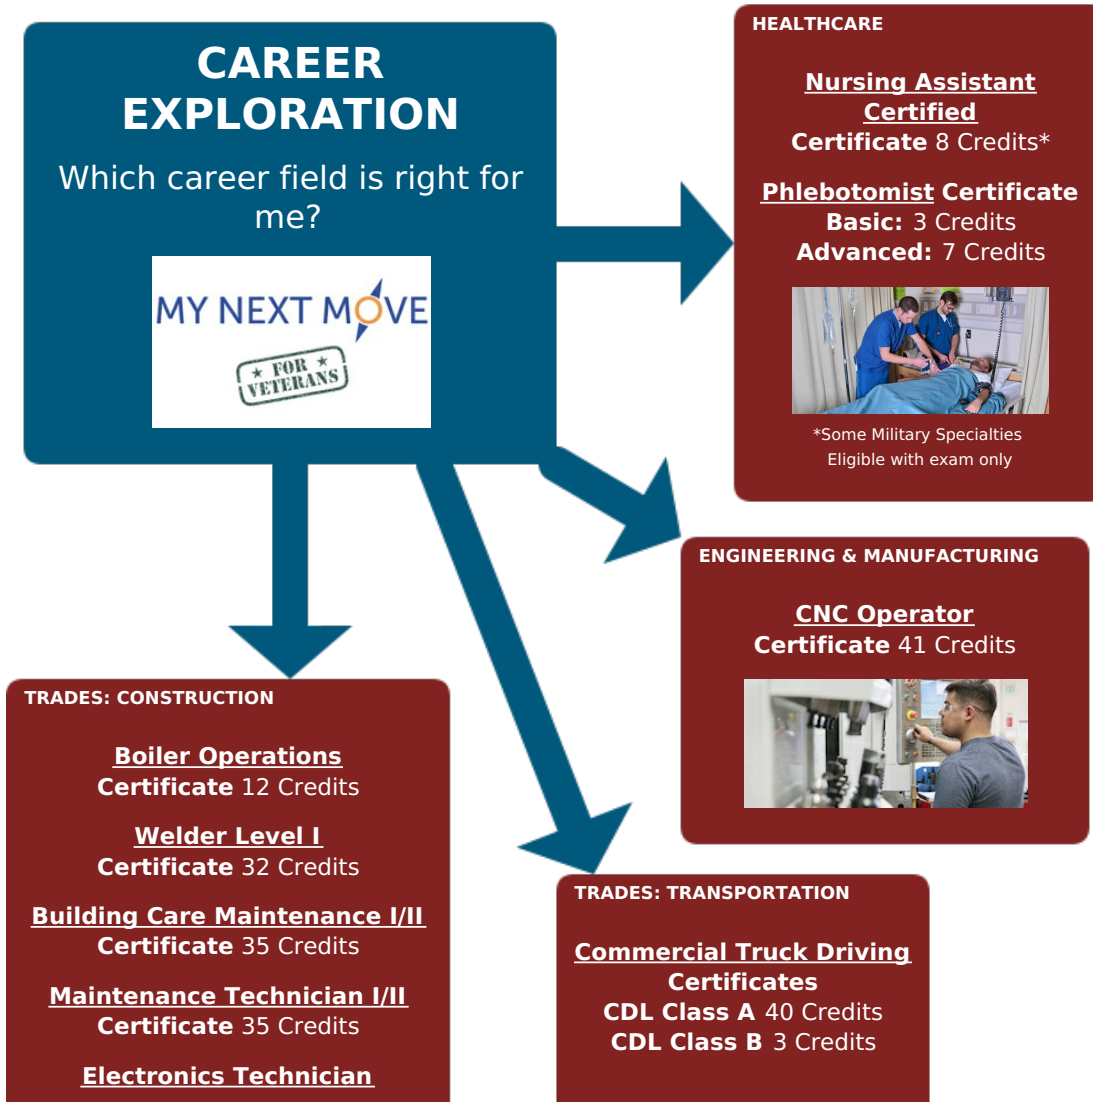 CAREER
EXPLORATION
Which career field is right for
me?
MY NEXT MOVE
FOR
VETERANS
HEALTHCARE
Nursing Assistant
Certified
Certificate 8 Credits*
Phlebotomist Certificate
Basic: 3 Credits
Advanced: 7 Credits
*Some Military Specialties
Eligible with exam only
ENGINEERING & MANUFACTURING
CNC Operator
Certificate 41 Credits
TRADES: CONSTRUCTION
Boiler Operations
Certificate 12 Credits
Welder Level I
Certificate 32 Credits
Building Care Maintenance I/II
Certificate 35 Credits
Maintenance Technician I/II
Certificate 35 Credits
Electronics Technician
TRADES: TRANSPORTATION
Commercial Truck Driving
Certificates
CDL Class A 40 Credits
CDL Class B 3 Credits